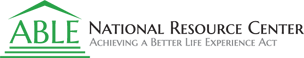 ABLE
National Resource Center
Achieving a Better Life Experience Act